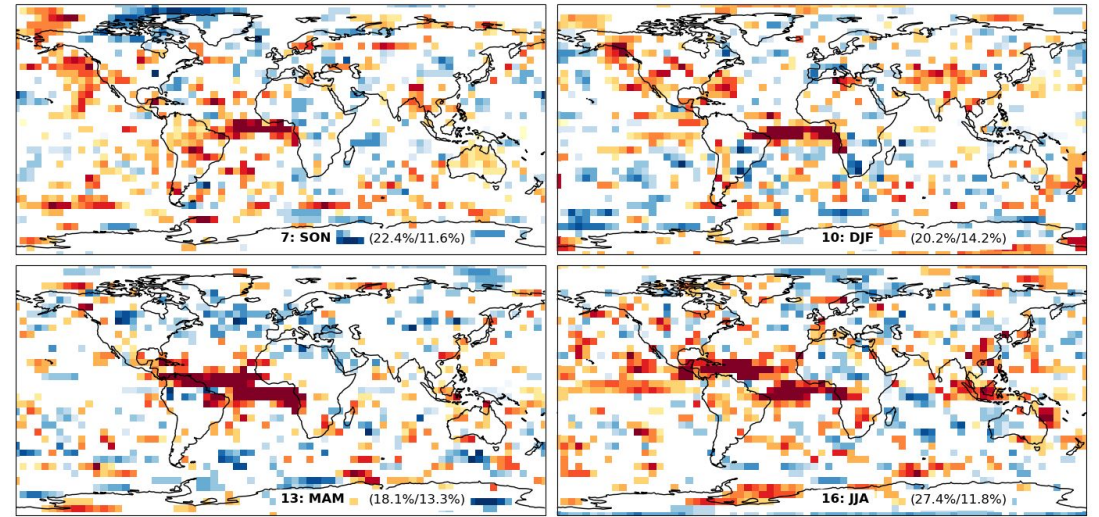 7: SON (22.4%/11.6%)
10: DJF (20.2%/14.2%)
13: MAM (18.1%/13.3%)
16: JJA (27.4%/11.8%)